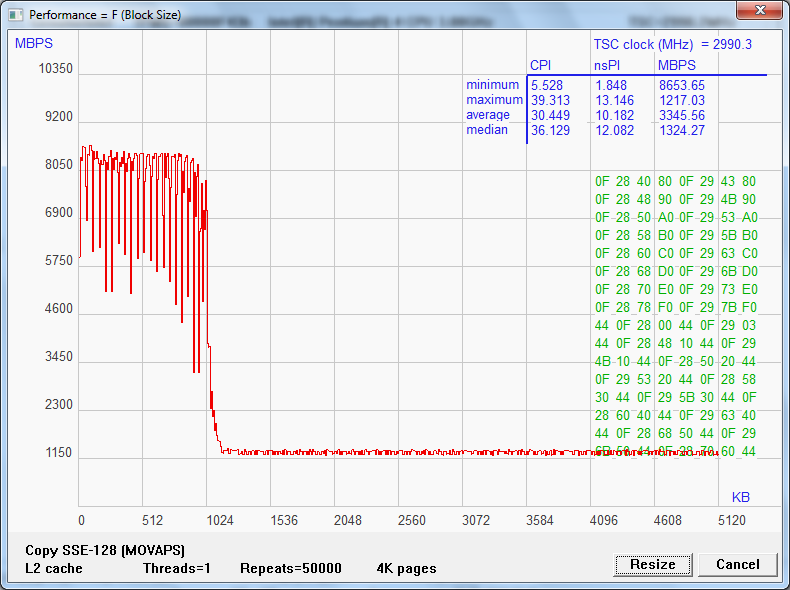 Performance = F (Block Size)
MBPS
TSC clock (MHz) = 2990.3
CPI nsPI MBPS
minimum 5.528 1.848 8653.65
maximum 39.313 13.146 1217.03
average 30.449 10.182 3345.56
median 36.129 12.082 1324.27
10350
9200
8050
6900
5750
4600
3450
2300
1150
0F 28 40 80 0F 29 43 80
0F 28 48 90 0F 29 4B 90
0F 28 50 A0 0F 29 53 A0
0F 28 58 B0 0F 29 5B B0
0F 28 60 C0 0F 29 63 C0
0F 28 68 D0 0F 29 6B D0
0F 28 70 E0 0F 29 73 E0
0F 28 78 F0 0F 29 7B F0
44 0F 28 00 44 0F 29 03
44 0F 28 48 10 44 0F 29
4B 10 44 0F 28 50 20 44
0F 29 53 20 44 0F 28 58
30 44 0F 29 5B 30 44 0F
28 60 40 44 0F 29 63 40
44 0F 28 68 50 44 0F 29
6B 50 44 0F 28 70 60 44
KB
0 512 1024 1536 2048 2560 3072 3584 4096 4608 5120
Copy SSE-128 (MOVAPS)
L2 cache Threads=1 Repeats=50000 4K pages
Resize Cancel